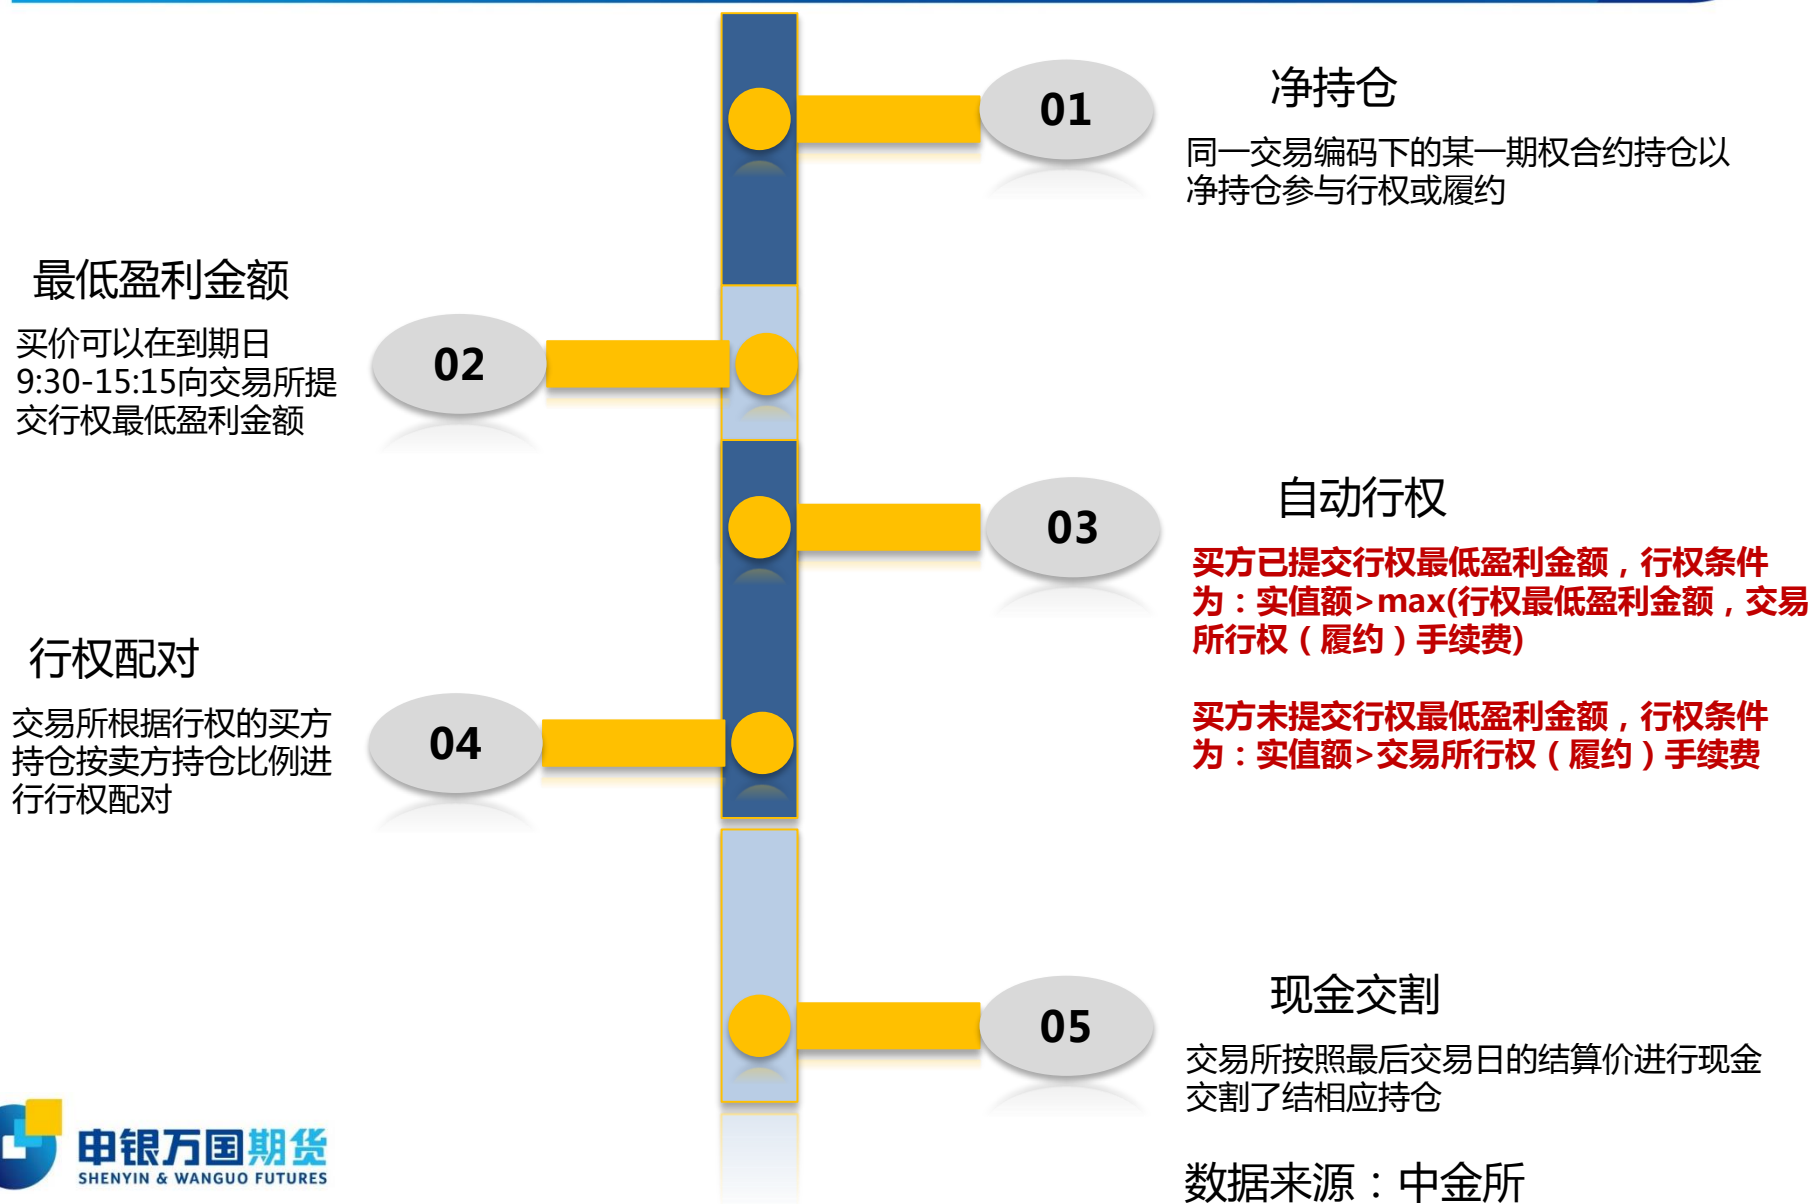 01
净持仓
同一交易编码下的某一期权合约持仓以
净持仓参与行权或履约
最低盈利金额
买价可以在到期日
9:30-15:15向交易所提
交行权最低盈利金额
02
03
自动行权
买方已提交行权最低盈利金额，行权条件
为：实值额>max(行权最低盈利金额，交易
所行权（履约）手续费)
买方未提交行权最低盈利金额，行权条件
为：实值额>交易所行权（履约）手续费
行权配对
交易所根据行权的买方
持仓按卖方持仓比例进
行行权配对
04
05
现金交割
交易所按照最后交易日的结算价进行现金
交割了结相应持仓
申银万国期货
SHENYIN & WANGUO FUTURES
数据来源：中金所